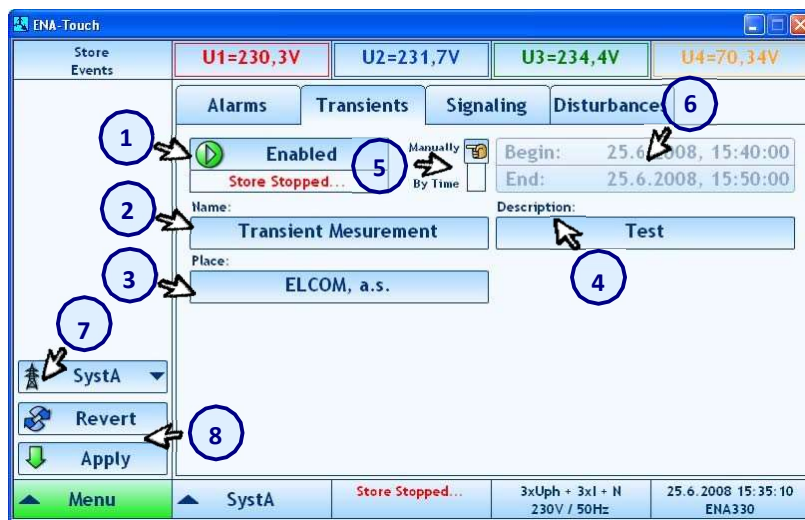 ENA-Touch
Store
Events
U1=230,3V
U2=231,7V
U3=234,4V
U4=70,34V
Alarms
Transients
Signaling
Disturbances
6
1
Enabled
Store Stopped...
5
Manually
By Time
Begin: 25.6.2008, 15:40:00
End: 25.6.2008, 15:50:00
2
Name:
Transient Mesurement
Description:
Test
3
Place:
ELCOM, a.s.
4
7
SystA
Revert
8
Apply
Menu
SystA
Store Stopped...
3xUph + 3xI + N
230V / 50Hz
25.6.2008 15:35:10
ENA330